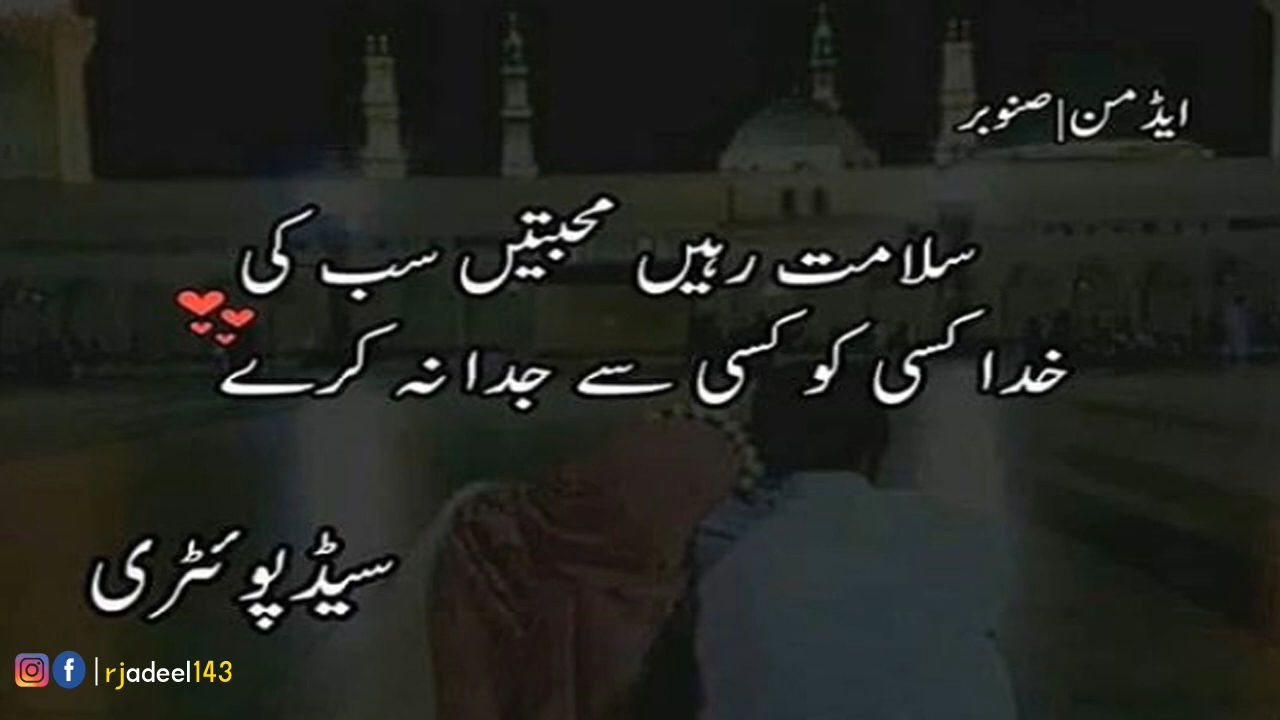 ایڈمن|صنوبر
سلامت رہیں محبتیں سب کی
خدا کسی کو کسی سے جدا نہ کرے
سیڈ پوئٹری
|rjadeel143